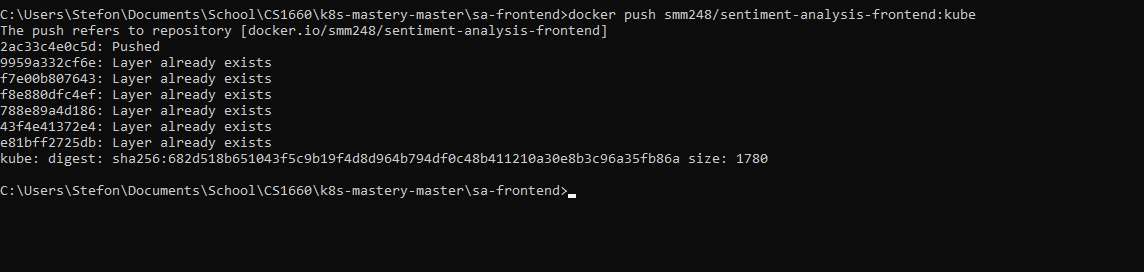 C:\Users\Stefon\Documents\School\CS1660\k8s-mastery-master\sa-frontend>docker push smm248/sentiment-analysis-frontend:kube
The push refers to repository [docker.io/smm248/sentiment-analysis-frontend]
2ac33c4e0c5d: Pushed
9959a332cf6e: Layer already exists
f7e00b807643: Layer already exists
f8e880dfc4ef: Layer already exists
788e89a4d186: Layer already exists
43f4e41372e4: Layer already exists
e81bff2725db: Layer already exists
kube: digest: sha256:682d518b651043f5c9b19f4d8d964b794df0c48b411210a30e8b3c96a35fb86a size: 1780
C:\Users\Stefon\Documents\School\CS1660\k8s-mastery-master\sa-frontend>